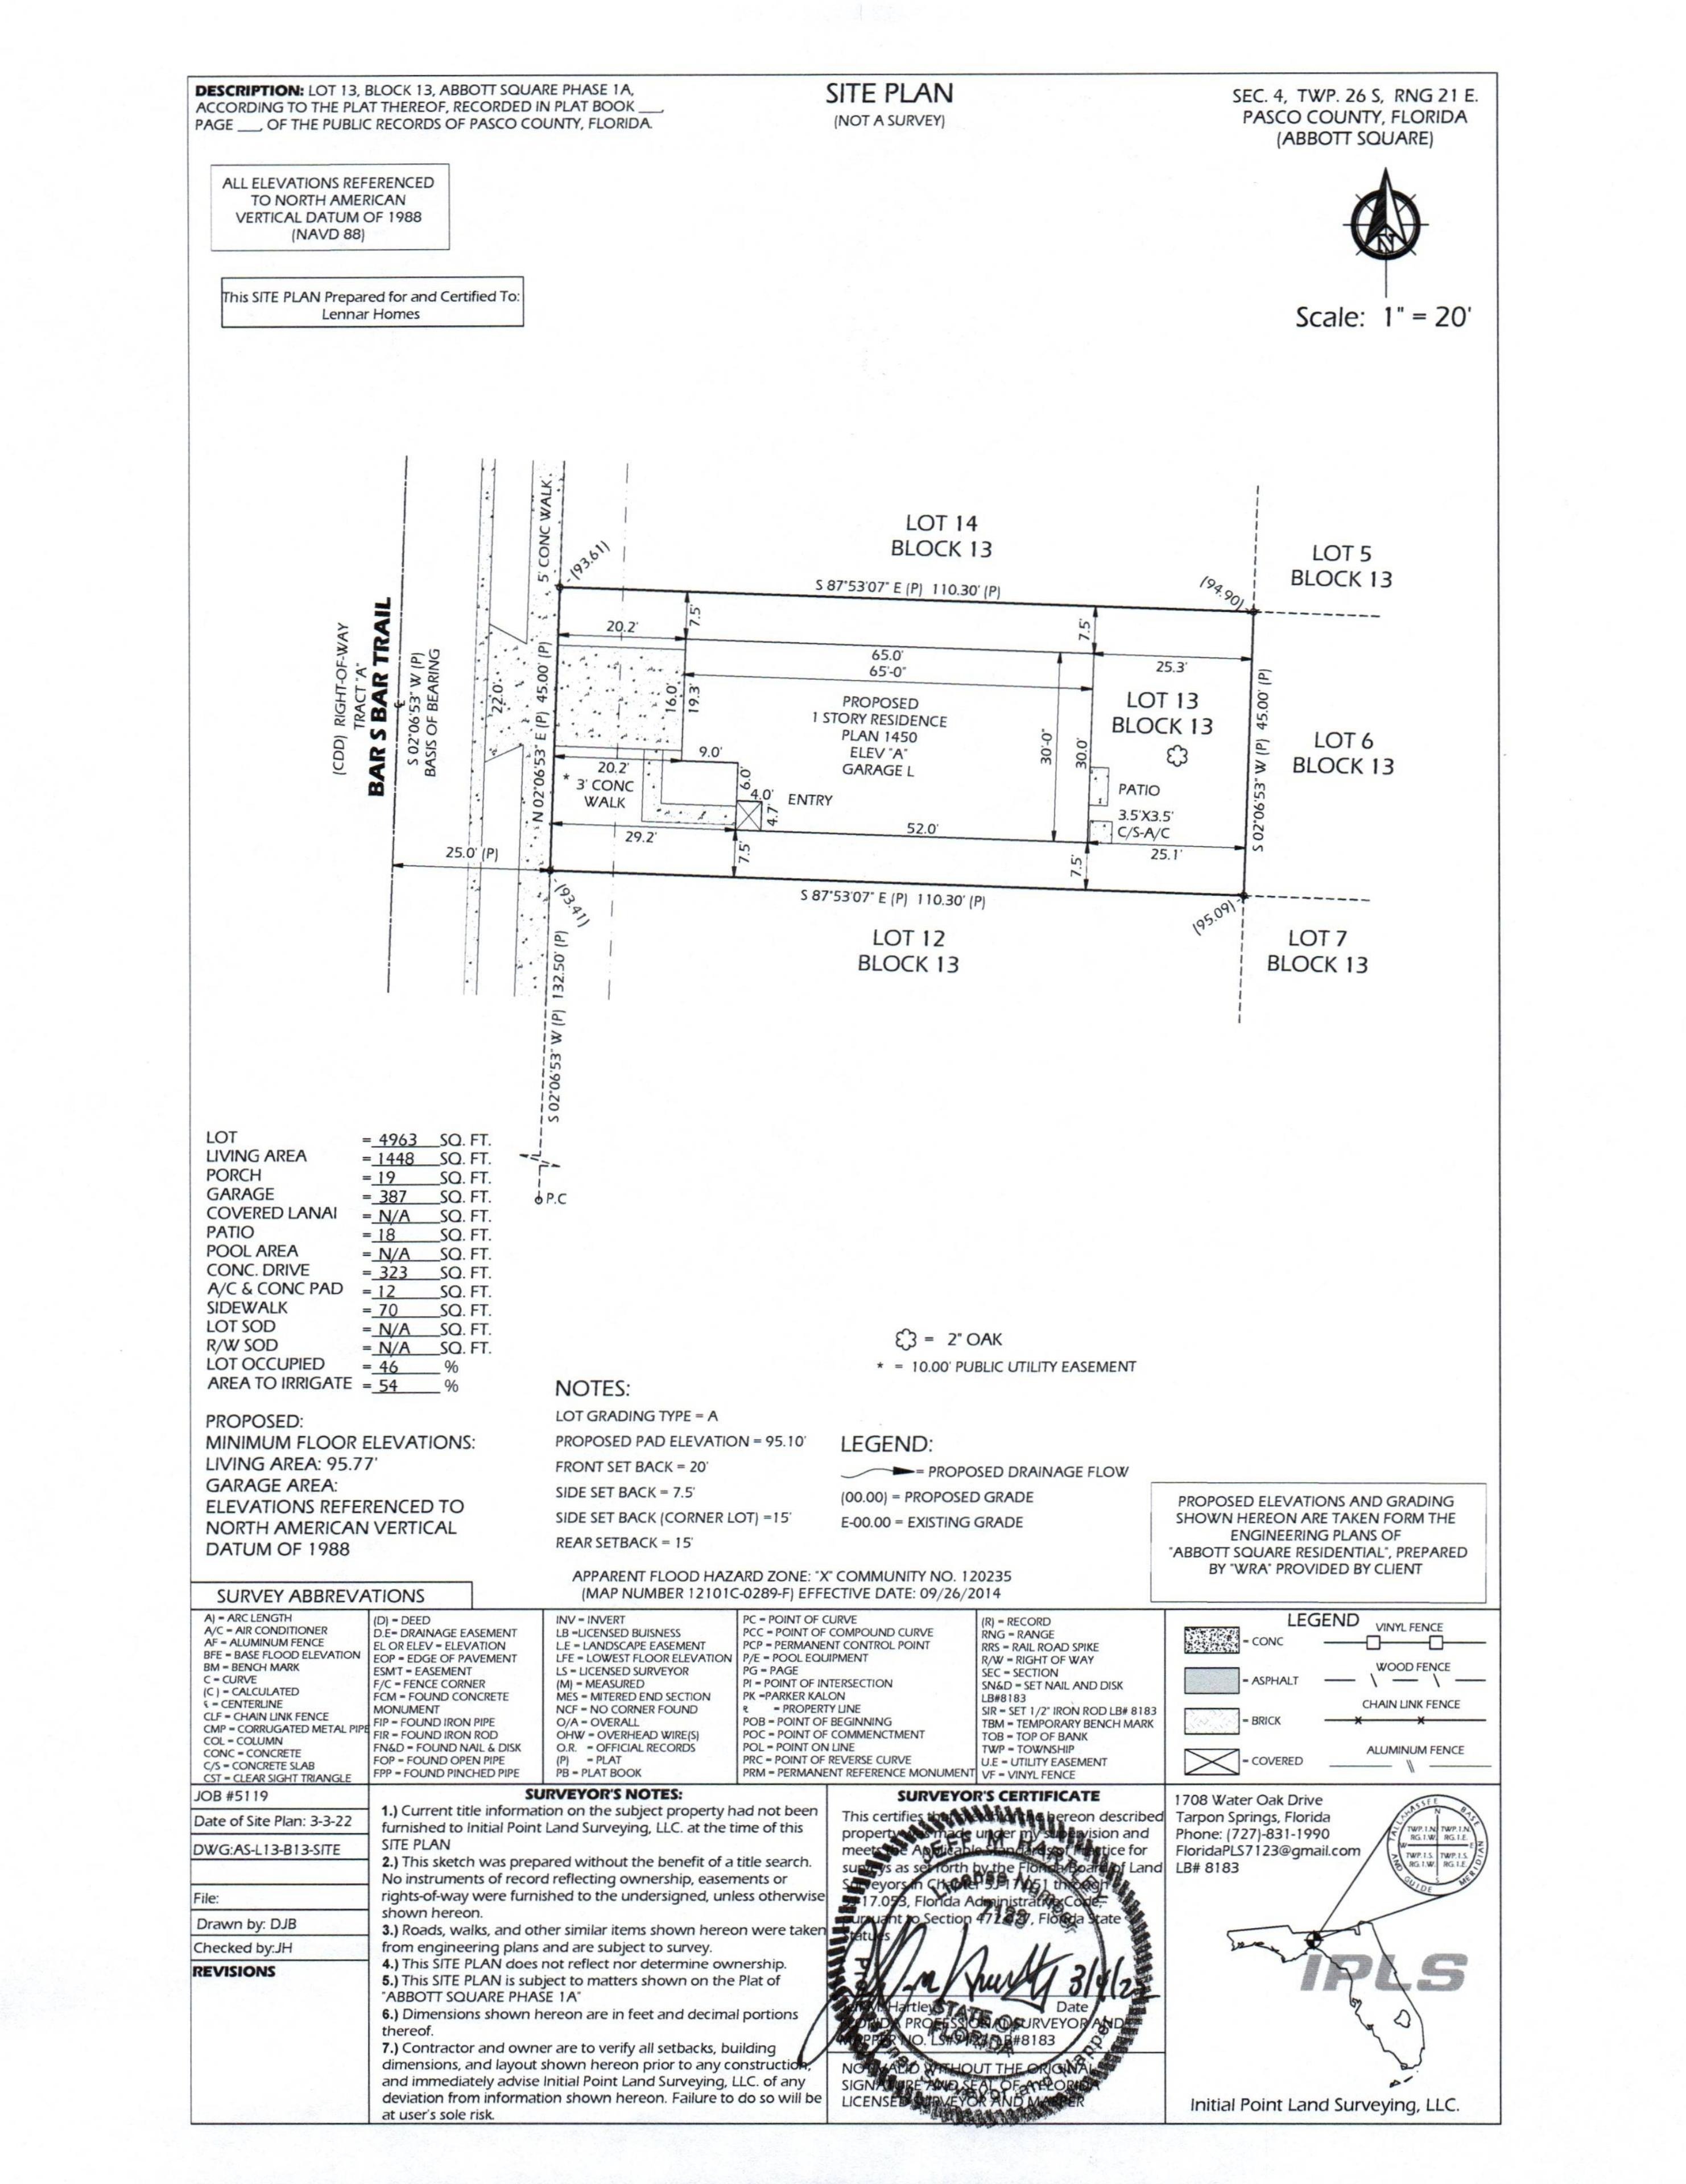 DESCRIPTION: LOT 13, BLOCK 13, ABBOTT SQUARE PHASE 1A,
ACCORDING TO THE PLAT THEREOF, RECORDED IN PLAT BOOK ___,
PAGE ___, OF THE PUBLIC RECORDS OF PASCO COUNTY, FLORIDA.
SITE PLAN
(NOT A SURVEY)
SEC. 4, TWP. 26 S, RNG 21 E.
PASCO COUNTY, FLORIDA
(ABBOTT SQUARE)
ALL ELEVATIONS REFERENCED
TO NORTH AMERICAN
VERTICAL DATUM OF 1988
(NAVD 88)
This SITE PLAN Prepared for and Certified To:
Lennar Homes
N
Scale: 1" = 20'
LOT 14
BLOCK 13
LOT 5
BLOCK 13
5' CONC WALK
(93.61)
S 87°53'07" E (P) 110.30' (P)
(94.90)
(CDD) RIGHT-OF-WAY
TRACT "A"
BAR S BAR TRAIL
S 02°06'53" W (P)
BASIS OF BEARING
22.0'
N 02°06'53" E (P) 45.00' (P)
20.2'
7.5'
7.5'
65.0'
65'-0"
25.3'
16.0'
19.3'
PROPOSED
1 STORY RESIDENCE
PLAN 1450
ELEV "A"
GARAGE L
30'-0"
30.0'
LOT 13
BLOCK 13
S 02°06'53" W (P) 45.00' (P)
LOT 6
BLOCK 13
9.0'
20.2'
* 3' CONC
WALK
6.0'
4.0'
4.7'
ENTRY
PATIO
3.5'X3.5'
C/S-A/C
29.2'
52.0'
25.1'
25.0' (P)
7.5'
7.5'
(93.41)
S 87°53'07" E (P) 110.30' (P)
(95.09)
LOT 12
BLOCK 13
LOT 7
BLOCK 13
S 02°06'53" W (P) 132.50' (P)
P.C
LOT = 4963 SQ. FT.
LIVING AREA = 1448 SQ. FT.
PORCH = 19 SQ. FT.
GARAGE = 387 SQ. FT.
COVERED LANAI = N/A SQ. FT.
PATIO = 18 SQ. FT.
POOL AREA = N/A SQ. FT.
CONC. DRIVE = 323 SQ. FT.
A/C & CONC PAD = 12 SQ. FT.
SIDEWALK = 70 SQ. FT.
LOT SOD = N/A SQ. FT.
R/W SOD = N/A SQ. FT.
LOT OCCUPIED = 46 %
AREA TO IRRIGATE = 54 %
= 2" OAK
* = 10.00' PUBLIC UTILITY EASEMENT
PROPOSED:
MINIMUM FLOOR ELEVATIONS:
LIVING AREA: 95.77'
GARAGE AREA:
ELEVATIONS REFERENCED TO
NORTH AMERICAN VERTICAL
DATUM OF 1988
NOTES:
LOT GRADING TYPE = A
PROPOSED PAD ELEVATION = 95.10'
FRONT SET BACK = 20'
SIDE SET BACK = 7.5'
SIDE SET BACK (CORNER LOT) =15'
REAR SETBACK = 15'
LEGEND:
= PROPOSED DRAINAGE FLOW
(00.00) = PROPOSED GRADE
E-00.00 = EXISTING GRADE
PROPOSED ELEVATIONS AND GRADING
SHOWN HEREON ARE TAKEN FORM THE
ENGINEERING PLANS OF
"ABBOTT SQUARE RESIDENTIAL", PREPARED
BY "WRA" PROVIDED BY CLIENT
APPARENT FLOOD HAZARD ZONE: "X" COMMUNITY NO. 120235
(MAP NUMBER 12101C-0289-F) EFFECTIVE DATE: 09/26/2014
SURVEY ABBREVATIONS
A) = ARC LENGTH
A/C = AIR CONDITIONER
AF = ALUMINUM FENCE
BFE = BASE FLOOD ELEVATION
BM = BENCH MARK
C = CURVE
(C) = CALCULATED
℄ = CENTERLINE
CLF = CHAIN LINK FENCE
CMP = CORRUGATED METAL PIPE
COL = COLUMN
CONC = CONCRETE
C/S = CONCRETE SLAB
CST = CLEAR SIGHT TRIANGLE
(D) = DEED
D.E= DRAINAGE EASEMENT
EL OR ELEV = ELEVATION
EOP = EDGE OF PAVEMENT
ESM'T = EASEMENT
F/C = FENCE CORNER
FCM = FOUND CONCRETE
MONUMENT
FIP = FOUND IRON PIPE
FIR = FOUND IRON ROD
FN&D = FOUND NAIL & DISK
FOP = FOUND OPEN PIPE
FPP = FOUND PINCHED PIPE
INV = INVERT
LB =LICENSED BUISNESS
L.E = LANDSCAPE EASEMENT
LFE = LOWEST FLOOR ELEVATION
LS = LICENSED SURVEYOR
(M) = MEASURED
MES = MITERED END SECTION
NCF = NO CORNER FOUND
O/A = OVERALL
OHW = OVERHEAD WIRE(S)
O.R. = OFFICIAL RECORDS
(P) = PLAT
PB = PLAT BOOK
PC = POINT OF CURVE
PCC = POINT OF COMPOUND CURVE
PCP = PERMANENT CONTROL POINT
P/E = POOL EQUIPMENT
PG = PAGE
PI = POINT OF INTERSECTION
PK =PARKER KALON
= PROPERTY LINE
POB = POINT OF BEGINNING
POC = POINT OF COMMENCTMENT
POL = POINT ON LINE
PRC = POINT OF REVERSE CURVE
PRM = PERMANENT REFERENCE MONUMENT
(R) = RECORD
RNG = RANGE
RRS = RAIL ROAD SPIKE
R/W = RIGHT OF WAY
SEC = SECTION
SN&D = SET NAIL AND DISK
LB#8183
SIR = SET 1/2" IRON ROD LB# 8183
TBM = TEMPORARY BENCH MARK
TOB = TOP OF BANK
TWP = TOWNSHIP
U.E = UTILITY EASEMENT
VF = VINYL FENCE
LEGEND
= CONC
= ASPHALT
= BRICK
= COVERED
VINYL FENCE
WOOD FENCE
CHAIN LINK FENCE
ALUMINUM FENCE
JOB #5119
Date of Site Plan: 3-3-22
DWG:AS-L13-B13-SITE
File:
Drawn by: DJB
Checked by:JH
REVISIONS
SURVEYOR'S NOTES:
1.) Current title information on the subject property had not been
furnished to Initial Point Land Surveying, LLC. at the time of this
SITE PLAN
2.) This sketch was prepared without the benefit of a title search.
No instruments of record reflecting ownership, easements or
rights-of-way were furnished to the undersigned, unless otherwise
shown hereon.
3.) Roads, walks, and other similar items shown hereon were taken
from engineering plans and are subject to survey.
4.) This SITE PLAN does not reflect nor determine ownership.
5.) This SITE PLAN is subject to matters shown on the Plat of
"ABBOTT SQUARE PHASE 1A"
6.) Dimensions shown hereon are in feet and decimal portions
thereof.
7.) Contractor and owner are to verify all setbacks, building
dimensions, and layout shown hereon prior to any construction,
and immediately advise Initial Point Land Surveying, LLC. of any
deviation from information shown hereon. Failure to do so will be
at user's sole risk.
SURVEYOR'S CERTIFICATE
This certifies that hereon described
property was made under my supervision and
meets the Applicable Standards of Practice for
surveys as set forth by the Florida Board of Land
Surveyors in Chapter 5J-17.051 through
17.053, Florida Administrative Code,
pursuant to Section 472.027, Florida State
Statues
License Number
STATE OF
FLORIDA
3/4/22
Hartley
Date
FLORIDA PROFESSIONAL SURVEYOR AND
MAPPER NO. LB#8183
NOT VALID WITHOUT THE ORIGINAL
SIGNATURE AND SEAL OF A FLORIDA
LICENSED SURVEYOR AND MAPPER
1708 Water Oak Drive
Tarpon Springs, Florida
Phone: (727)-831-1990
FloridaPLS7123@gmail.com
LB# 8183
TALLAHASSEE BASE
AND GUIDE MERIDIAN
N
TWP.1.N. TWP.1.N.
RG.1.W. RG.1.E.
W E
TWP.1.S. TWP.1.S.
RG.1.W. RG.1.E.
S
IPLS
Initial Point Land Surveying, LLC.